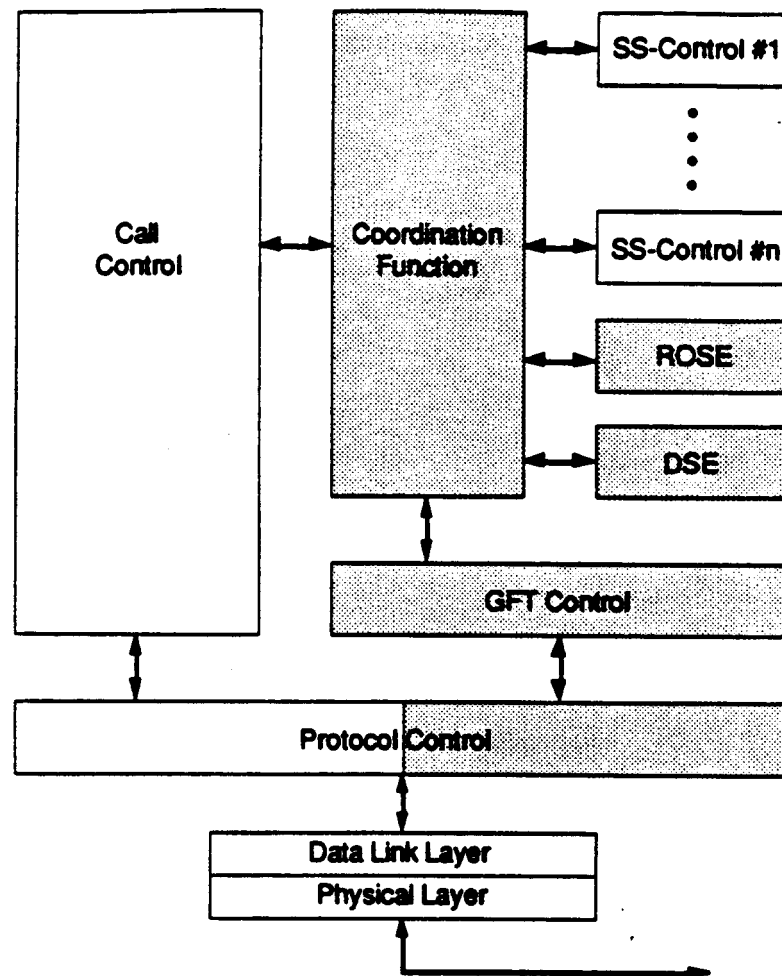 SS-Control #1
Call
Control
Coordination
Function
SS-Control #n
ROSE
DSE
GFT Control
Protocol Control
Data Link Layer
Physical Layer